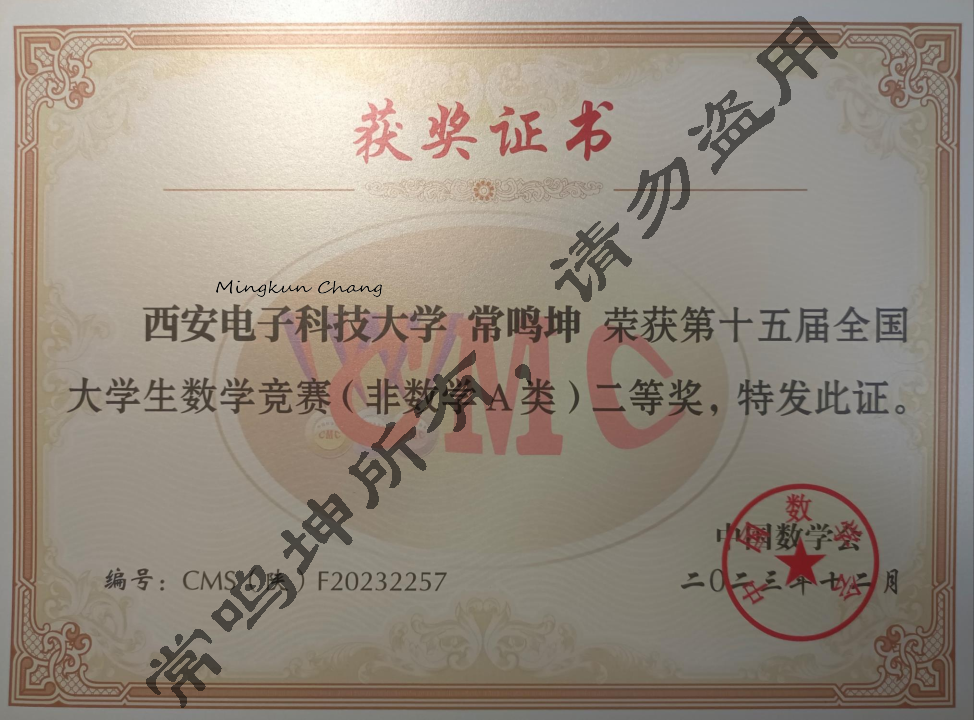 获奖证书
Mingkun Chang
西安电子科技大学 常鸣坤 荣获第十五届全国
大学生数学竞赛(非数学A类)二等奖,特发此证。
CMC
中国数学会
中国数学会
编号:CMS(陕)F20232257
二〇二三年十二月
常鸣坤所有,请勿盗用